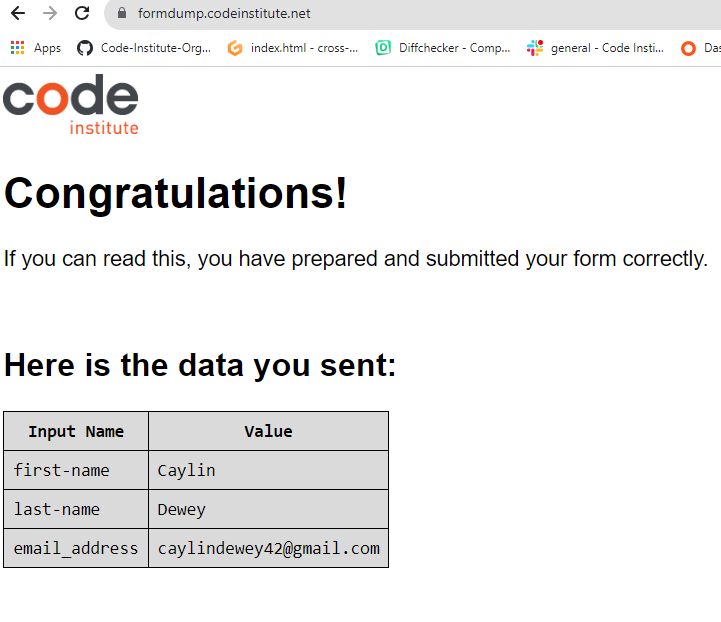 formdump.codeinstitute.net
Apps Code-Institute-Org... index.html - cross-... Diffchecker - Comp... general - Code Insti... Das
code
institute
Congratulations!
If you can read this, you have prepared and submitted your form correctly.
Here is the data you sent:
Input Name Value
first-name Caylin
last-name Dewey
email_address caylindewey42@gmail.com